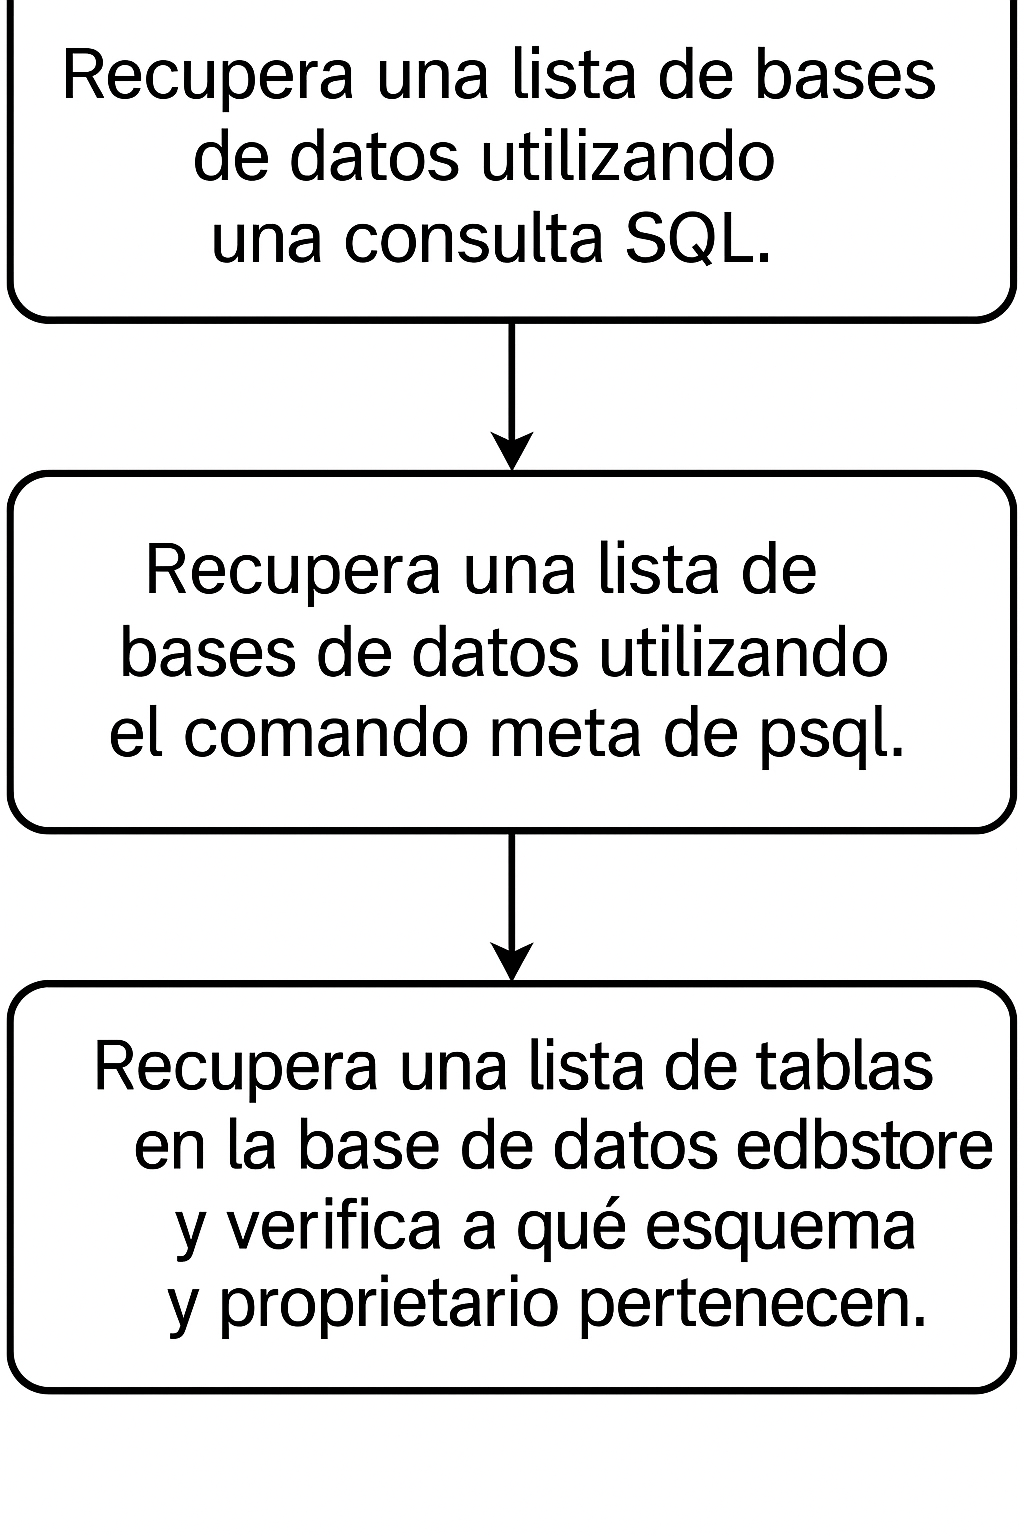 Recupera una lista de bases
de datos utilizando
una consulta SQL.
Recupera una lista de
bases de datos utilizando
el comando meta de psql.
Recupera una lista de tablas
en la base de datos edbstore
y verifica a qué esquema
y proprietario pertenecen.